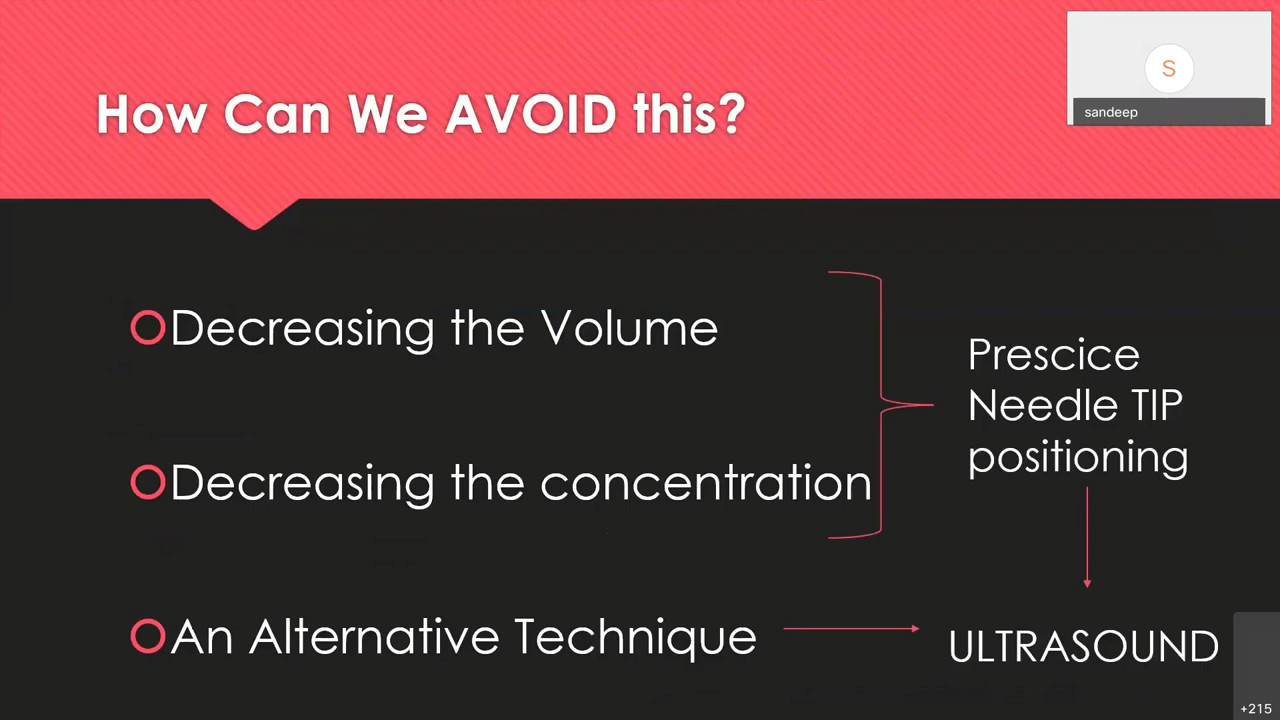 How Can We AVOID this?
S
sandeep
Decreasing the Volume
Decreasing the concentration
Prescice
Needle TIP
positioning
An Alternative Technique
ULTRASOUND
+215